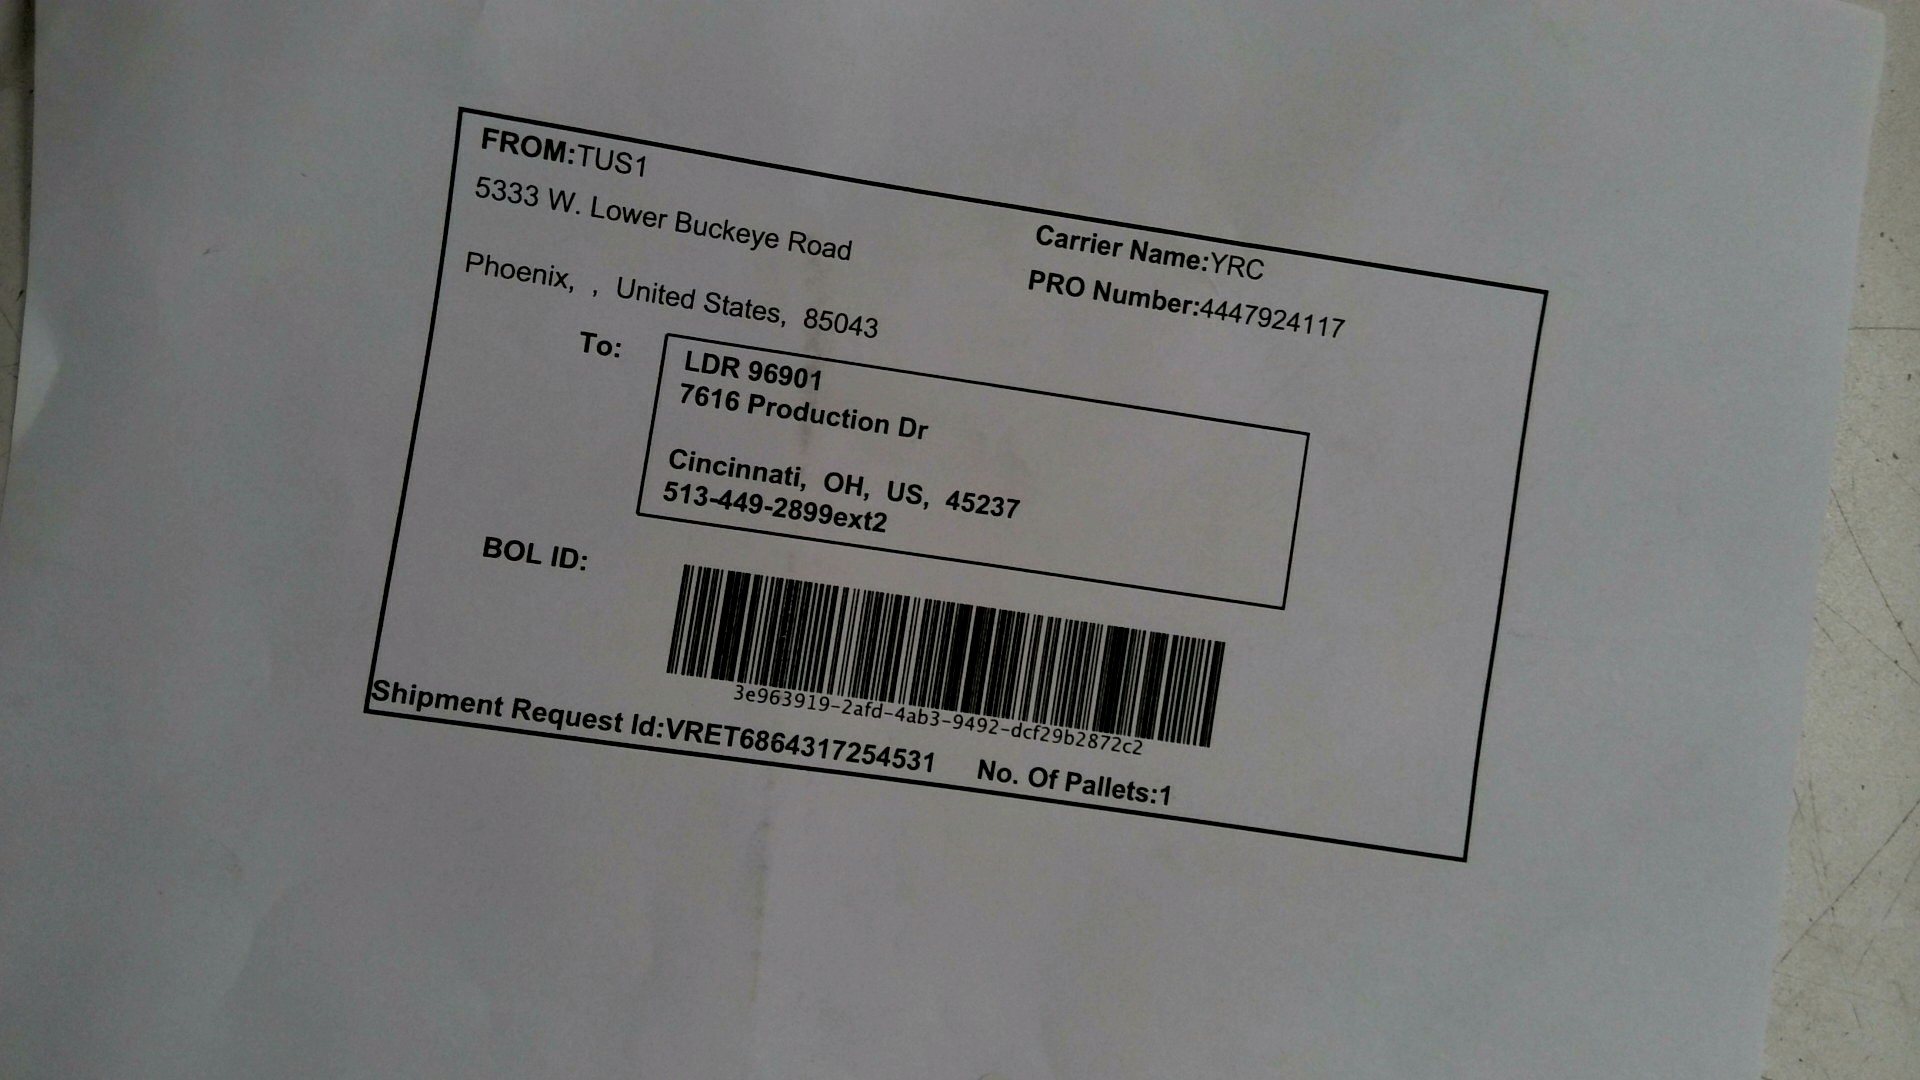 FROM:TUS1
5333 W. Lower Buckeye Road
Phoenix, , United States, 85043
Carrier Name:YRC
PRO Number:4447924117
To:
LDR 96901
7616 Production Dr
Cincinnati, OH, US, 45237
513-449-2899ext2
BOL ID:
3e963919-2afd-4ab3-9492-dcf29b2872c2
Shipment Request Id:VRET6864317254531 No. Of Pallets:1